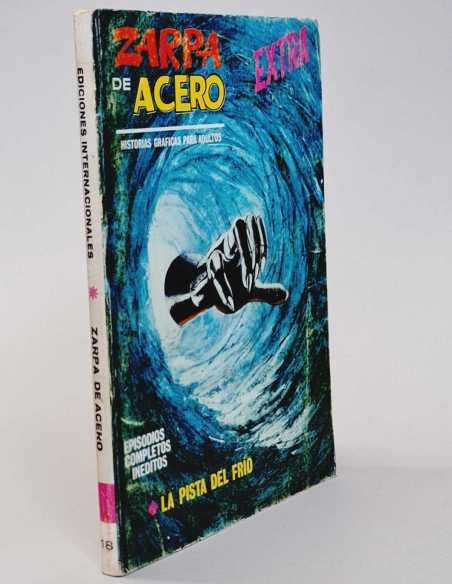 ZARPA
DE ACERO
EXTRA
HISTORIAS GRAFICAS PARA ADULTOS
EPISODIOS
COMPLETOS
INEDITOS
* LA PISTA DEL FRIO
EDICIONES INTERNACIONALES * ZARPA DE ACERO
16